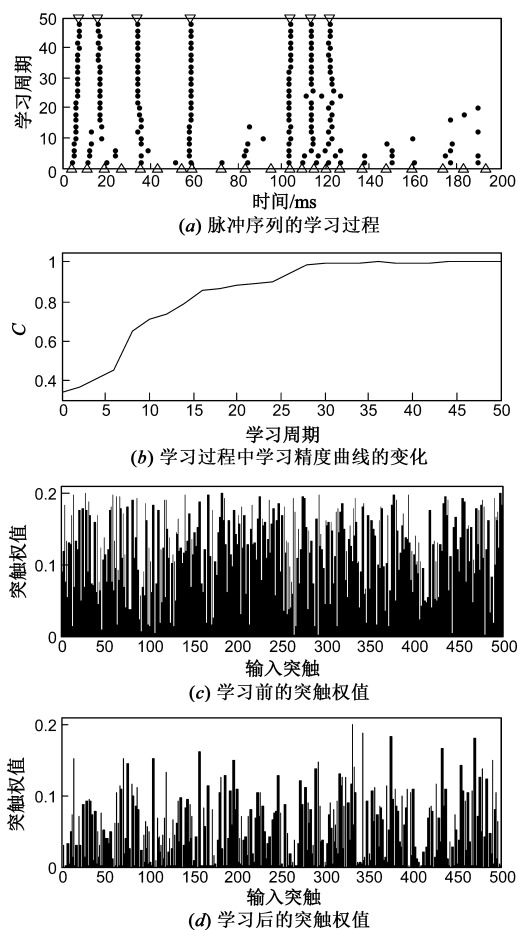 50
40
30
20
10
0
学习周期
0 20 40 60 80 100 120 140 160 180 200
时间/ms
(a) 脉冲序列的学习过程
1
0.8
0.6
0.4
C
0 5 10 15 20 25 30 35 40 45 50
学习周期
(b) 学习过程中学习精度曲线的变化
0.2
0.1
0
突触权值
0 50 100 150 200 250 300 350 400 450 500
输入突触
(c) 学习前的突触权值
0.2
0.1
0
突触权值
0 50 100 150 200 250 300 350 400 450 500
输入突触
(d) 学习后的突触权值